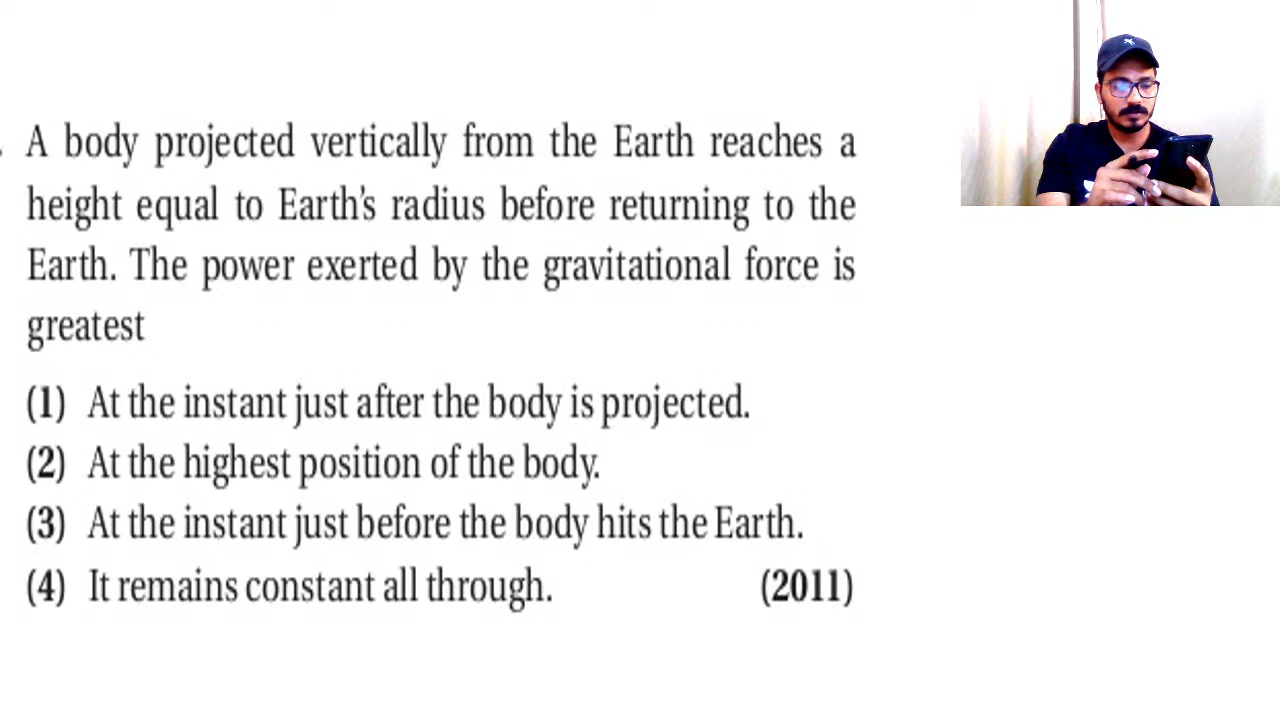 . A body projected vertically from the Earth reaches a
height equal to Earth's radius before returning to the
Earth. The power exerted by the gravitational force is
greatest
(1) At the instant just after the body is projected.
(2) At the highest position of the body.
(3) At the instant just before the body hits the Earth.
(4) It remains constant all through. (2011)